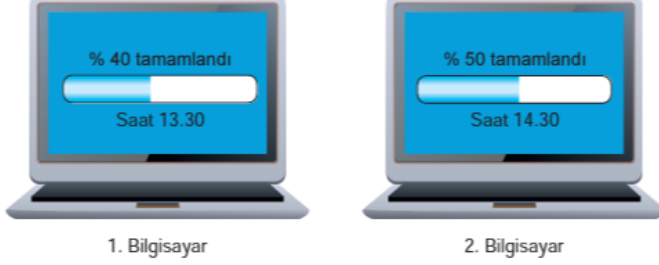 % 40 tamamlandı
Saat 13.30
1. Bilgisayar
% 50 tamamlandı
Saat 14.30
2. Bilgisayar